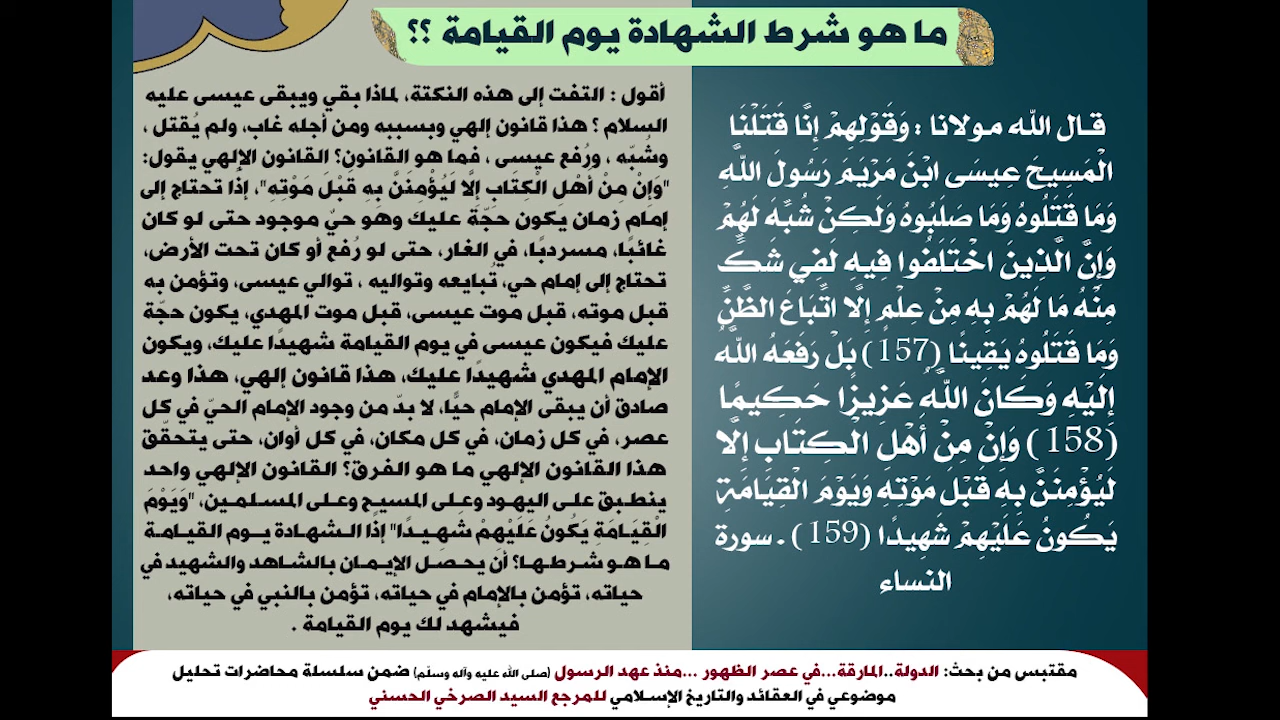 ما هو شرط الشهادة يوم القيامة ؟؟
قال الله مولانا : وَقَوْلِهِمْ إِنَّا قَتَلْنَا
الْمَسِيحَ عِيسَى ابْنَ مَرْيَمَ رَسُولَ اللَّهِ
وَمَا قَتَلُوهُ وَمَا صَلَبُوهُ وَلَكِنْ شُبِّهَ لَهُمْ
وَإِنَّ الَّذِينَ اخْتَلَفُوا فِيهِ لَفِي شَكٍّ
مِنْهُ مَا لَهُمْ بِهِ مِنْ عِلْمٍ إِلَّا اتِّبَاعَ الظَّنِّ
وَمَا قَتَلُوهُ يَقِينًا (157) بَلْ رَفَعَهُ اللَّهُ
إِلَيْهِ وَكَانَ اللَّهُ عَزِيزًا حَكِيمًا
(158) وَإِنْ مِنْ أَهْلِ الْكِتَابِ إِلَّا
لَيُؤْمِنَنَّ بِهِ قَبْلَ مَوْتِهِ وَيَوْمَ الْقِيَامَةِ
يَكُونُ عَلَيْهِمْ شَهِيدًا (159) . سورة
النساء
أقول : التفت إلى هذه النكتة، لماذا بقي ويبقى عيسى عليه
السلام ؟ هذا قانون إلهي وبسببه ومن أجله غاب، ولم يُقتل ،
وشُبّه ، ورُفع عيسى ، فما هو القانون؟ القانون الإلهي يقول:
"وَإِنْ مِنْ أَهْلِ الْكِتَابِ إِلَّا لَيُؤْمِنَنَّ بِهِ قَبْلَ مَوْتِهِ"، إذًا تحتاج إلى
إمام زمان يَكون حجّة عليك وهو حيّ موجود حتى لو كان
غائبًا، مسردبًا، في الغار، حتى لو رُفع أو كان تحت الأرض،
تحتاج إلى إمام حي، تبايعه وتواليه ، توالي عيسى، وتؤمن به
قبل موته، قبل موت عيسى، قبل موت المهدي، يكون حجّة
عليك فيكون عيسى في يوم القيامة شهيدًا عليك، ويكون
الإمام المهدي شهيدًا عليك، هذا قانون إلهي، هذا وعد
صادق أن يبقى الإمام حيًّا، لا بدّ من وجود الإمام الحيّ في كل
عصر، في كل زمان، في كل مكان، في كل أوان، حتى يتحقّق
هذا القانون الإلهي ما هو الفرق؟ القانون الإلهي واحد
ينطبق على اليهود وعلى المسيح وعلى المسلمين، "وَيَوْمَ
القِيَامَةِ يَكُونُ عَلَيْهِمْ شَهِيدًا" إذًا الشهادة يوم القيامة
ما هو شرطها؟ أن يحصل الإيمان بالشاهد والشهيد في
حياته، تؤمن بالإمام في حياته، تؤمن بالنبي في حياته،
فيشهد لك يوم القيامة .
مقتبس من بحث: الدولة..المارقة...في عصر الظهور ...منذ عهد الرسول (صلى الله عليه وآله وسلّم) ضمن سلسلة محاضرات تحليل
موضوعي في العقائد والتاريخ الإسلامي للمرجع السيد الصرخي الحسني